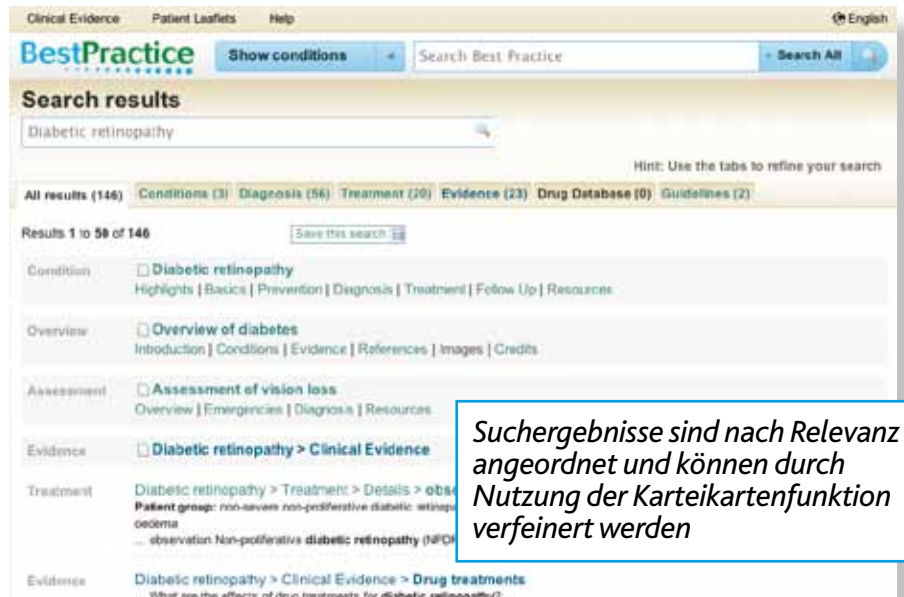 Clinical Evidence Patient Leaflets Help English
BestPractice Show conditions Search Best Practice Search All
Search results
Diabetic retinopathy
Hint: Use the tabs to refine your search
All results (146) Conditions (3) Diagnosis (56) Treatment (20) Evidence (23) Drug Database (0) Guidelines (2)
Results 1 to 50 of 146 Save this search
Condition Diabetic retinopathy
Highlights | Basics | Prevention | Diagnosis | Treatment | Follow Up | Resources
Overview Overview of diabetes
Introduction | Conditions | Evidence | References | Images | Credits
Assessment Assessment of vision loss
Overview | Emergencies | Diagnosis | Resources
Evidence Diabetic retinopathy > Clinical Evidence
Treatment Diabetic retinopathy > Treatment > Details >
Patient group: non-severe non-proliferative diabetic
oedema
... observation Non-proliferative diabetic retinopathy
Evidence Diabetic retinopathy > Clinical Evidence > Drug treatments
... What are the effects of drug treatments for diabetic retinopathy?
Suchergebnisse sind nach Relevanz
angeordnet und können durch
Nutzung der Karteikartenfunktion
verfeinert werden